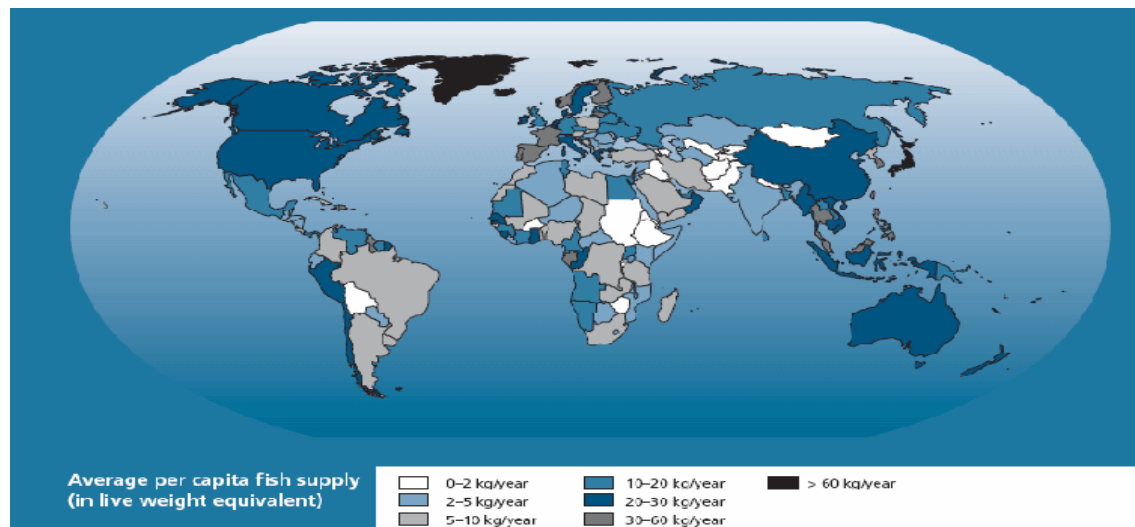 Average per capita fish supply
(in live weight equivalent)
0–2 kg/year
2–5 kg/year
5–10 kg/year
10–20 kg/year
20–30 kg/year
30–60 kg/year
> 60 kg/year